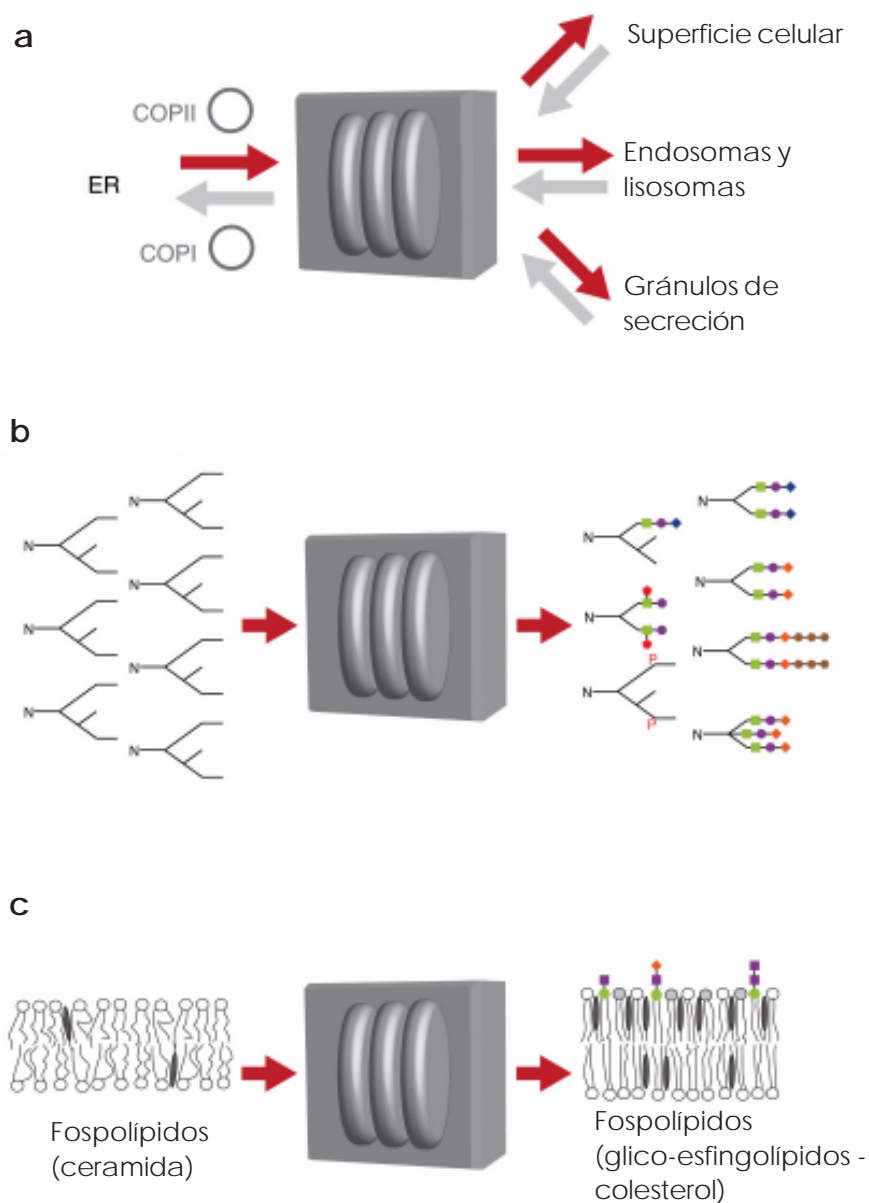 a
Superficie celular
COPII
ER
Endosomas y
lisosomas
COPI
Gránulos de
secreción
b
N
N
N
N
N
N
N
N
N
N
N
P
N
N
P
N
c
Fospolípidos
(ceramida)
Fospolípidos
(glico-esfingolípidos -
colesterol)